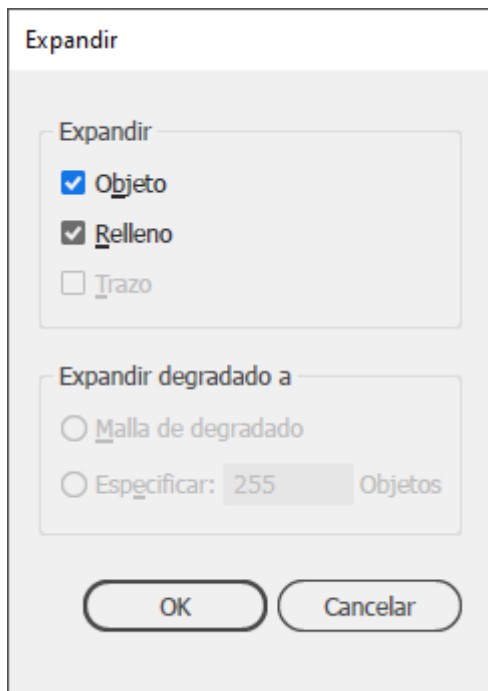 Expandir
Expandir
Objeto
Relleno
Trazo
Expandir degradado a
Malla de degradado
Especificar: 255 Objetos
OK Cancelar